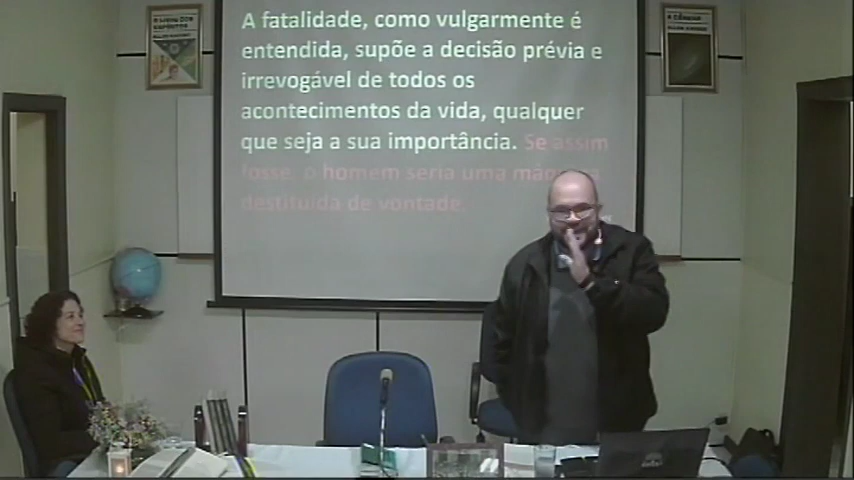 A fatalidade, como vulgarmente é
entendida, supõe a decisão prévia e
irrevogável de todos os
acontecimentos da vida, qualquer
que seja a sua importância. Se assim
fosse, o homem seria uma
destituída de vontade.